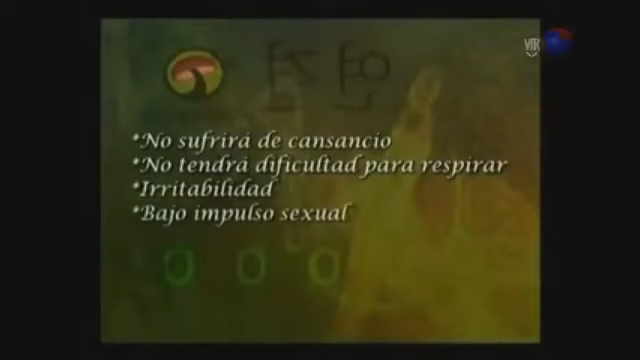 *No sufrirá de cansancio
*No tendrá dificultad para respirar
*Irritabilidad
*Bajo impulso sexual